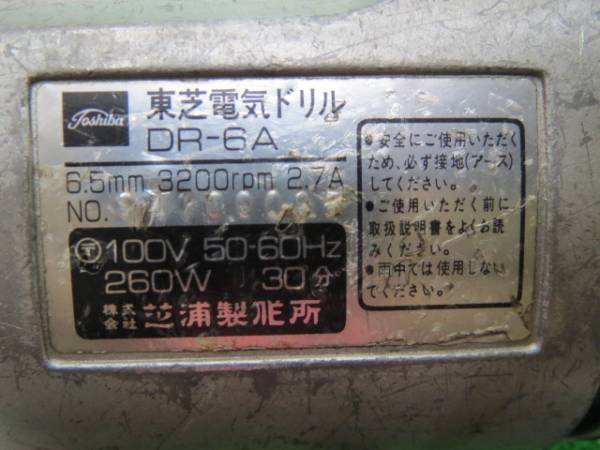 Toshiba
東芝電気ドリル
DR-6A
6.5mm 3200rpm 2.7A
NO.
〒100V 50-60Hz
260W 30分
株式会社 芝浦製作所
●安全にご使用いただく
ため、必ず接地(アース)
してください。
●ご使用いただく前に
取扱説明書をよくお読
みください。
●雨中では使用しない
でください。